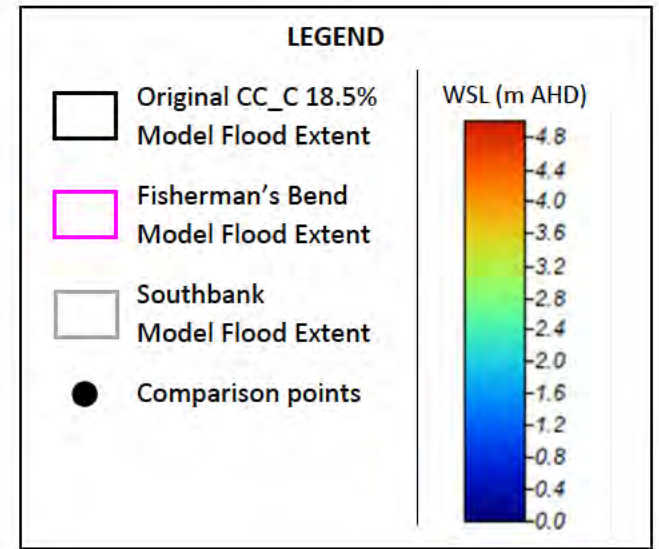 LEGEND
Original CC_C 18.5%
Model Flood Extent
Fisherman's Bend
Model Flood Extent
Southbank
Model Flood Extent
Comparison points
WSL (m AHD)
4.8
4.4
4.0
3.6
3.2
2.8
2.4
2.0
1.6
1.2
0.8
0.4
0.0